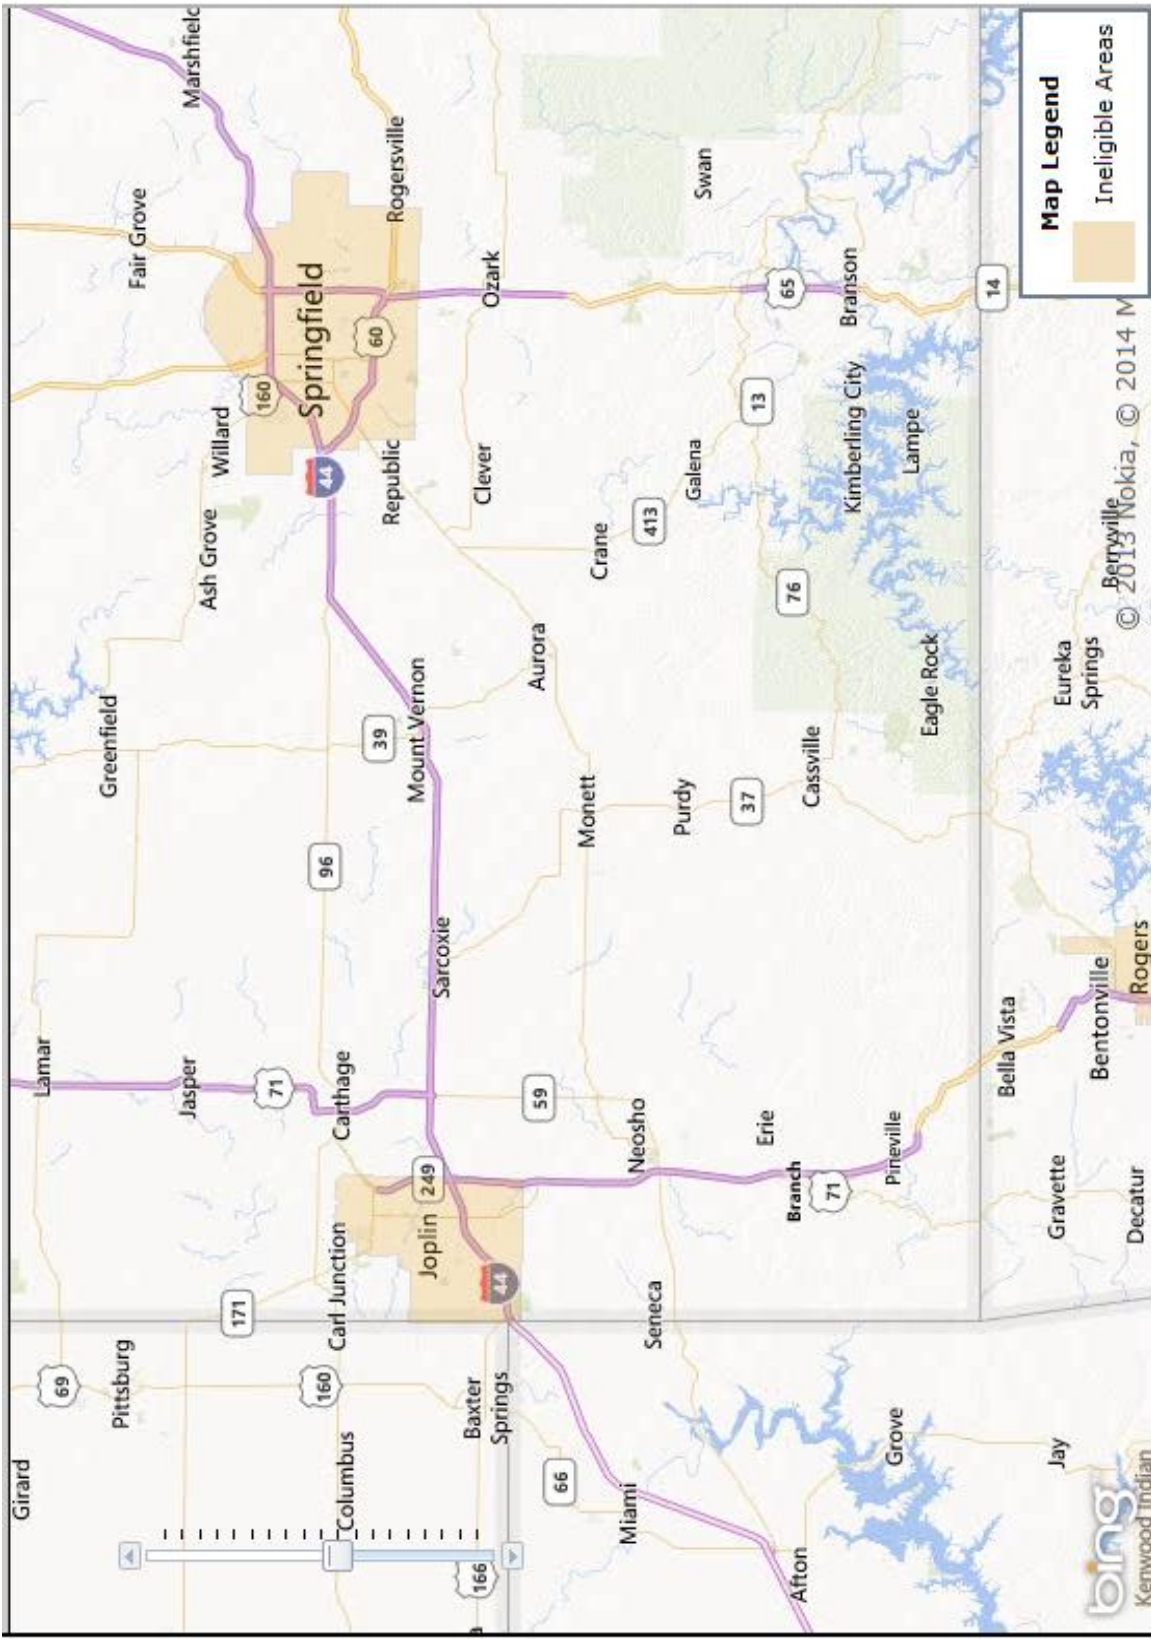 Girard
69
Pittsburg
171
160
Columbus
166
Baxter
Springs
66
Miami
Afton
Grove
Jay
Kenwood Indian
bing
Lamar
Jasper
71
Carthage
Carl Junction
Joplin
249
44
59
Neosho
Seneca
Erie
Branch
71
Pineville
Bella Vista
Gravette
Decatur
Bentonville
Rogers
Greenfield
96
39
Mount Vernon
Sarcoxie
Aurora
Monett
Purdy
37
Cassville
Eagle Rock
Eureka
Springs
Berryville
Marshfield
Fair Grove
Ash Grove
Willard
160
Springfield
44
60
Rogersville
Republic
Clever
Ozark
Crane
413
Galena
Swan
13
65
76
Branson
Kimberling City
Lampe
14
© 2013 Nokia, © 2014 M
Map Legend
Ineligible Areas